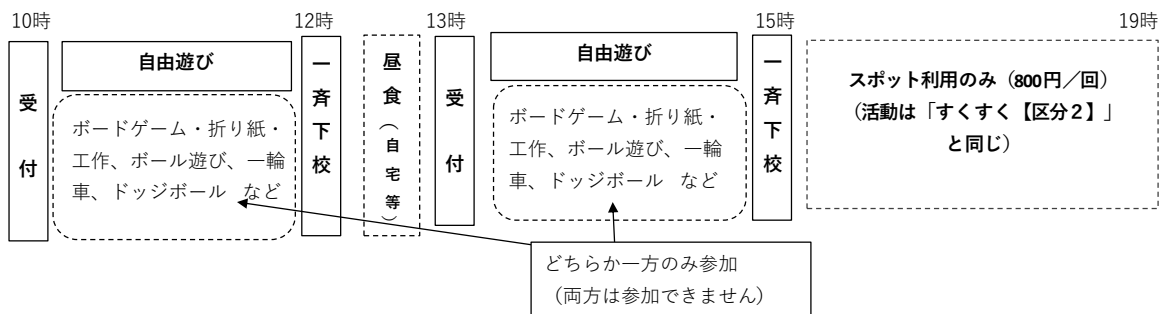 10時
12時
13時
15時
19時
受付
自由遊び
ボードゲーム・折り紙・
工作、ボール遊び、一輪
車、ドッジボール など
一斉下校
昼食(自宅等)
受付
自由遊び
ボードゲーム・折り紙・
工作、ボール遊び、一輪
車、ドッジボール など
一斉下校
スポット利用のみ(800円/回)
(活動は「すくすく【区分2】」
と同じ)
どちらか一方のみ参加
(両方は参加できません)